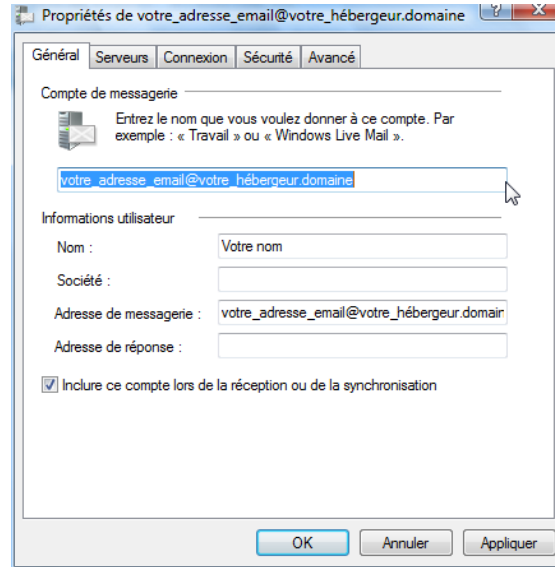 Propriétés de votre_adresse_email@votre_hébergeur.domaine
Général Serveurs Connexion Sécurité Avancé
Compte de messagerie
Entrez le nom que vous voulez donner à ce compte. Par
exemple : « Travail » ou « Windows Live Mail ».
votre_adresse_email@votre_hébergeur.domaine
Informations utilisateur
Nom : Votre nom
Société :
Adresse de messagerie : votre_adresse_email@votre_hébergeur.domain
Adresse de réponse :
Inclure ce compte lors de la réception ou de la synchronisation
OK Annuler Appliquer